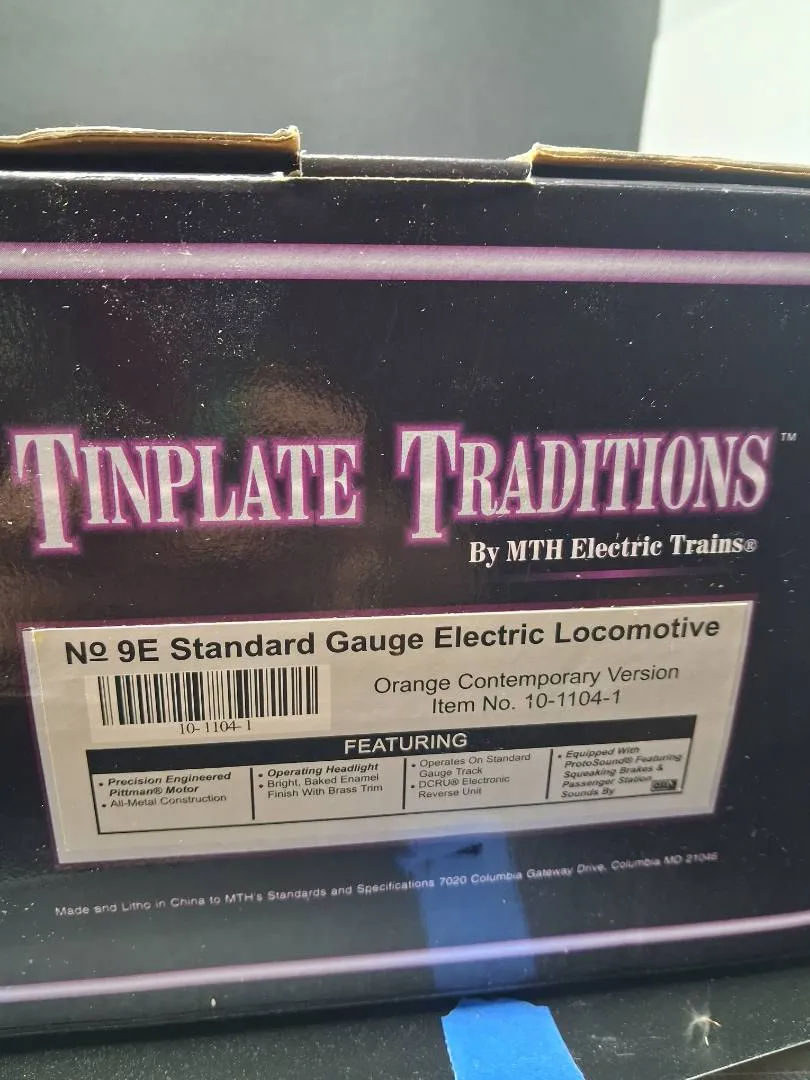 TINPLATE TRADITIONS™
By MTH Electric Trains®
Nº 9E Standard Gauge Electric Locomotive
10-1104-1
Orange Contemporary Version
Item No. 10-1104-1
FEATURING
• Precision Engineered
Pittman® Motor
• All-Metal Construction
• Operating Headlight
• Bright, Baked Enamel
Finish With Brass Trim
• Operates On Standard
Gauge Track
• DCRU® Electronic
Reverse Unit
• Equipped With
ProtoSound® Featuring
Squeaking Brakes &
Passenger Station
Sounds By
Made and Litho in China to MTH's Standards and Specifications 7020 Columbia Gateway Drive, Columbia MD 21046